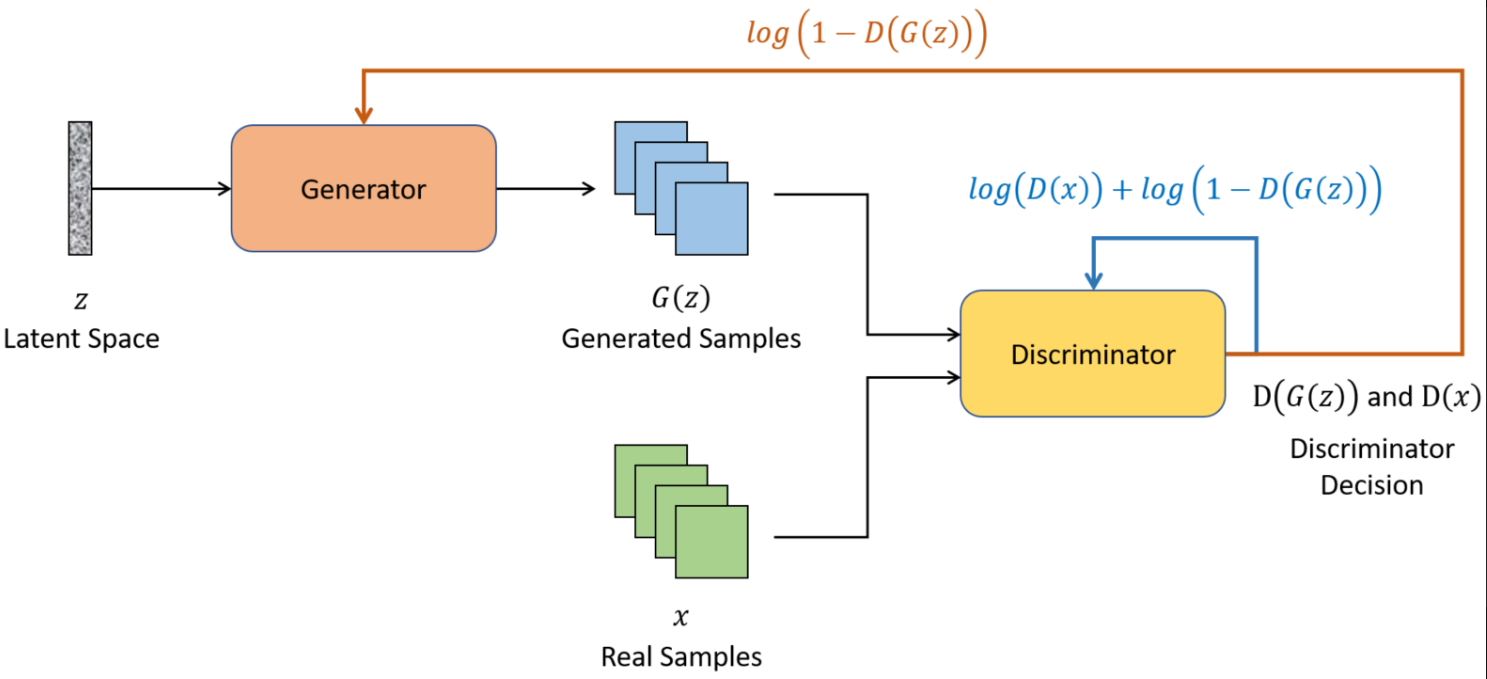 log(1 − D(G(z)))
Generator
log(D(x)) + log(1 − D(G(z)))
z
Latent Space
G(z)
Generated Samples
Discriminator
D(G(z)) and D(x)
Discriminator
Decision
x
Real Samples